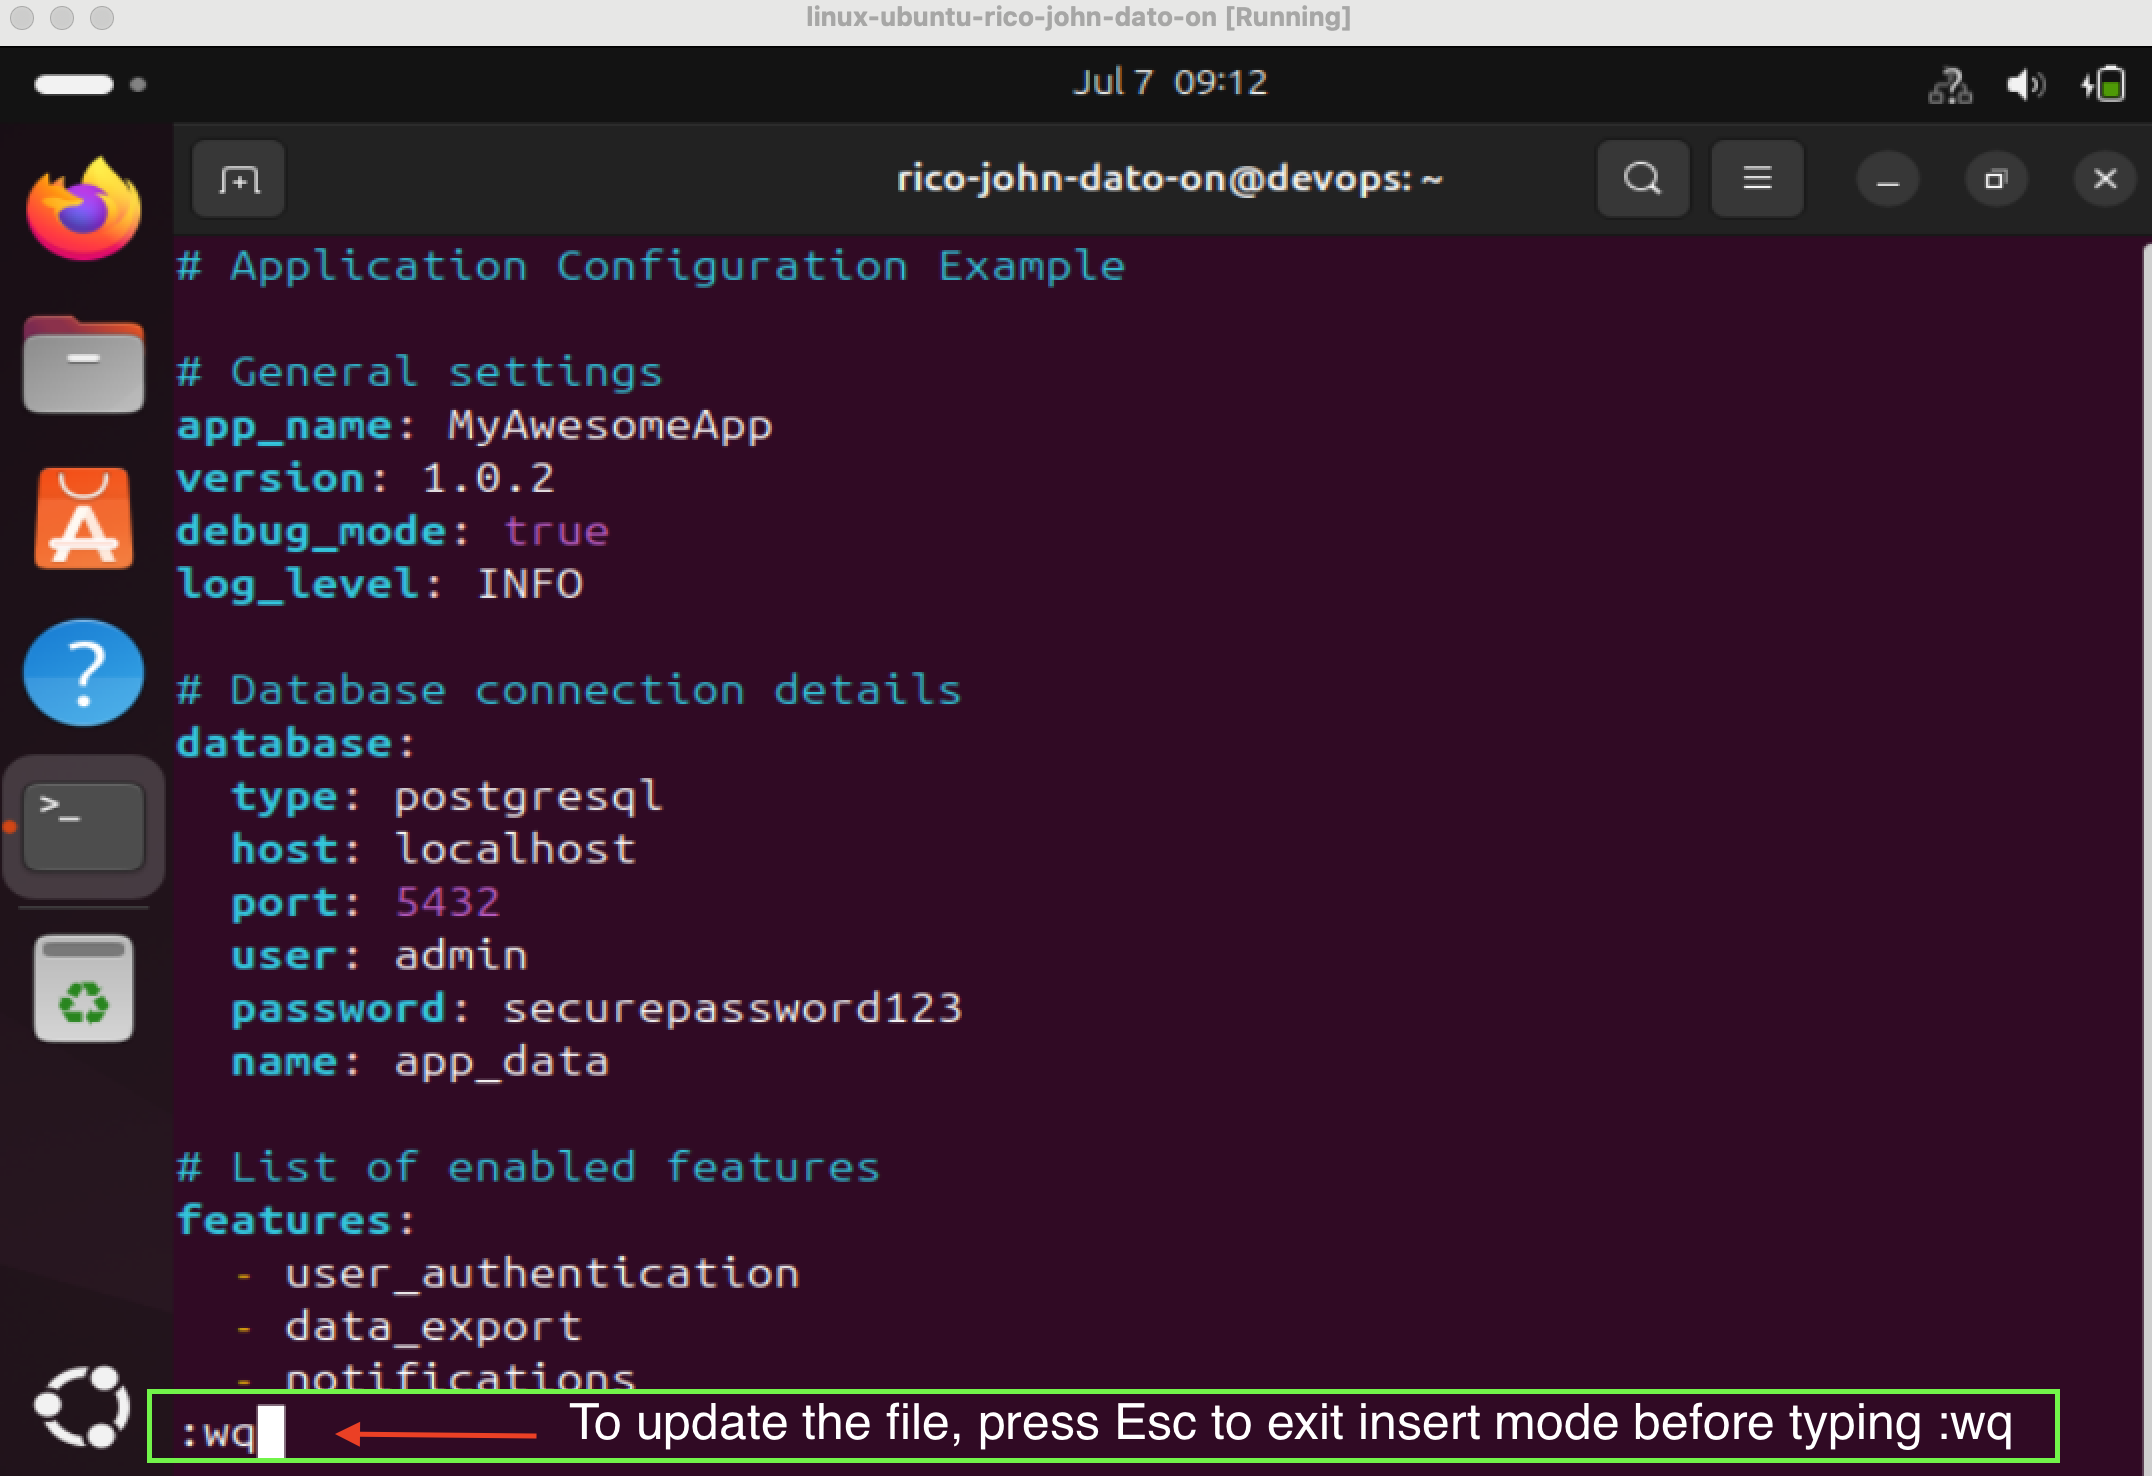 linux-ubuntu-rico-john-dato-on [Running]
Jul 7 09:12
rico-john-dato-on@devops: ~
# Application Configuration Example
# General settings
app_name: MyAwesomeApp
version: 1.0.2
debug_mode: true
log_level: INFO
# Database connection details
database:
  type: postgresql
  host: localhost
  port: 5432
  user: admin
  password: securepassword123
  name: app_data
# List of enabled features
features:
  - user_authentication
  - data_export
  - notifications
:wq
To update the file, press Esc to exit insert mode before typing :wq